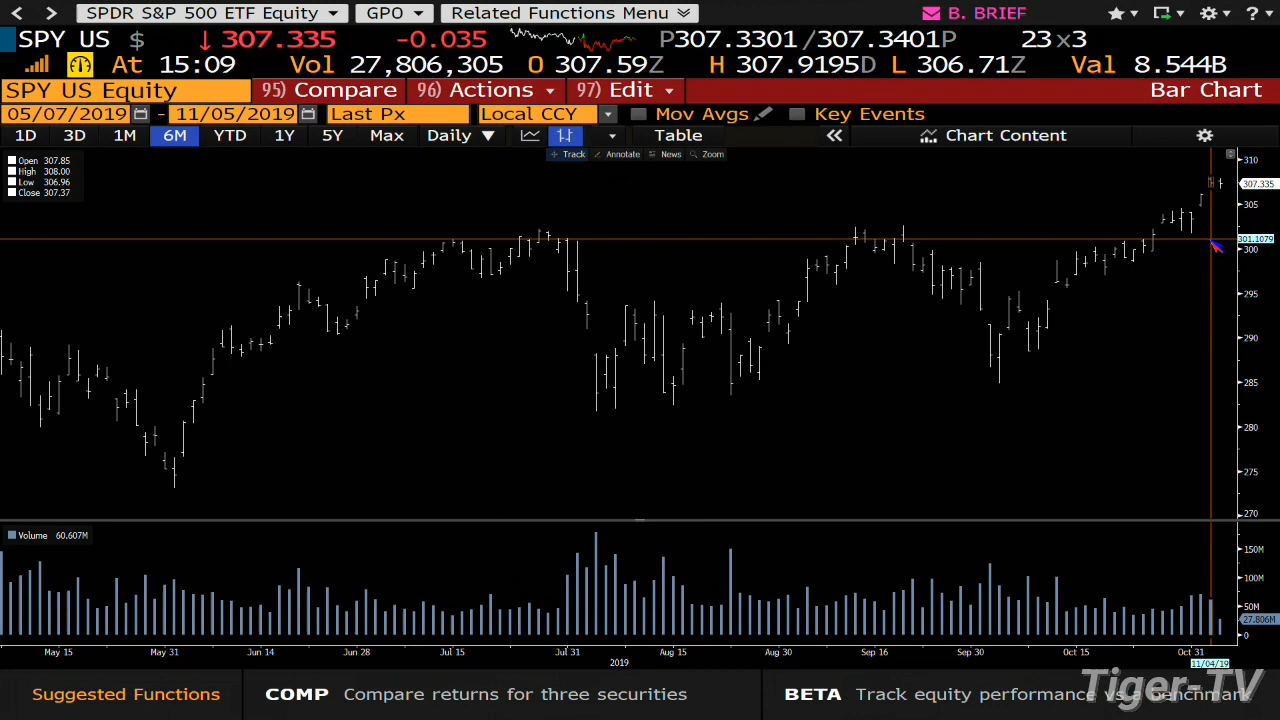 SPDR S&P 500 ETF Equity GPO Related Functions Menu B. BRIEF ?
SPY US $ ↓ 307.335 -0.035 P307.3301 /307.3401P 23 x3
At 15:09 Vol 27,806,305 O 307.59Z H 307.9195D L 306.71Z Val 8.544B
SPY US Equity 95) Compare 96) Actions 97) Edit Bar Chart
05/07/2019 - 11/05/2019 Last Px Local CCY Mov Avgs Key Events
1D 3D 1M 6M YTD 1Y 5Y Max Daily ▼ Table « Chart Content
Track Annotate News Zoom
Open 307.85
High 308.00
Low 306.96
Close 307.37
310
307.335
305
301.1079
300
295
290
285
280
275
270
Volume 60.607M
150M
100M
50M
27.806M
0
May 15 May 31 Jun 14 Jun 28 Jul 15 Jul 31 Aug 15 Aug 30 Sep 16 Sep 30 Oct 15 Oct 31
2019 11/04/19
Suggested Functions COMP Compare returns for three securities BETA Track equity performance vs a benchmark
Tiger-TV